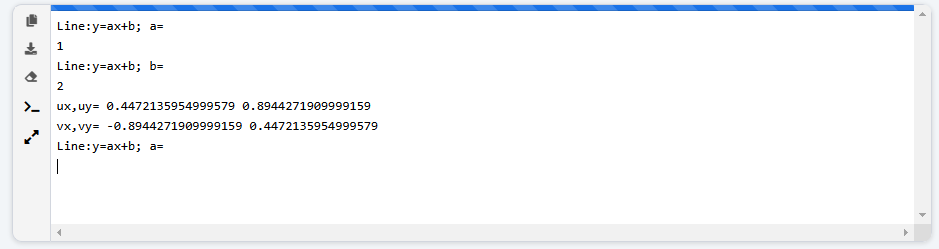 Line:y=ax+b; a=
1
Line:y=ax+b; b=
2
ux,uy= 0.4472135954999579 0.8944271909999159
vx,vy= -0.8944271909999159 0.4472135954999579
Line:y=ax+b; a=